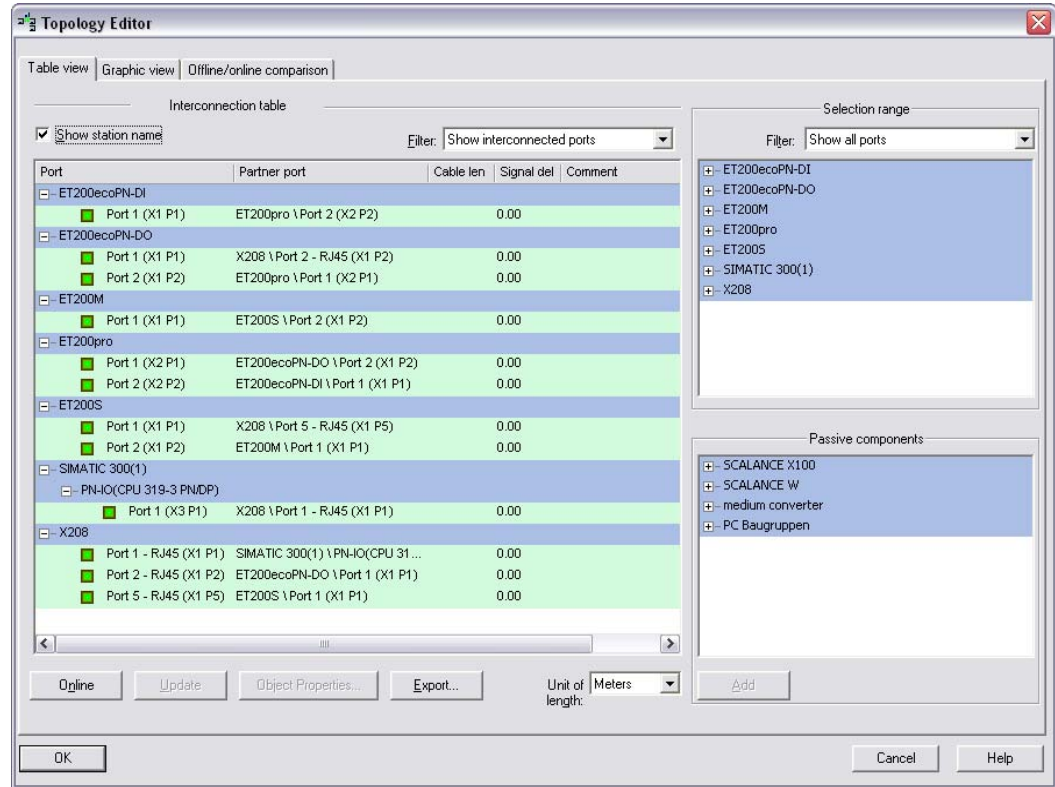 Topology Editor
Table view Graphic view Offline/online comparison
Interconnection table
Show station name
Filter: Show interconnected ports
Port Partner port Cable len Signal del Comment
ET200ecoPN-DI
Port 1 (X1 P1) ET200pro \ Port 2 (X2 P2) 0.00
ET200ecoPN-DO
Port 1 (X1 P1) X208 \ Port 2 - RJ45 (X1 P2) 0.00
Port 2 (X1 P2) ET200pro \ Port 1 (X2 P1) 0.00
ET200M
Port 1 (X1 P1) ET200S \ Port 2 (X1 P2) 0.00
ET200pro
Port 1 (X2 P1) ET200ecoPN-DO \ Port 2 (X1 P2) 0.00
Port 2 (X2 P2) ET200ecoPN-DI \ Port 1 (X1 P1) 0.00
ET200S
Port 1 (X1 P1) X208 \ Port 5 - RJ45 (X1 P5) 0.00
Port 2 (X1 P2) ET200M \ Port 1 (X1 P1) 0.00
SIMATIC 300(1)
PN-IO(CPU 319-3 PN/DP)
Port 1 (X3 P1) X208 \ Port 1 - RJ45 (X1 P1) 0.00
X208
Port 1 - RJ45 (X1 P1) SIMATIC 300(1) \ PN-IO(CPU 31... 0.00
Port 2 - RJ45 (X1 P2) ET200ecoPN-DO \ Port 1 (X1 P1) 0.00
Port 5 - RJ45 (X1 P5) ET200S \ Port 1 (X1 P1) 0.00
Online Update Object Properties... Export...
Unit of length: Meters
Selection range
Filter: Show all ports
ET200ecoPN-DI
ET200ecoPN-DO
ET200M
ET200pro
ET200S
SIMATIC 300(1)
X208
Passive components
SCALANCE X100
SCALANCE W
medium converter
PC Baugruppen
Add
OK Cancel Help